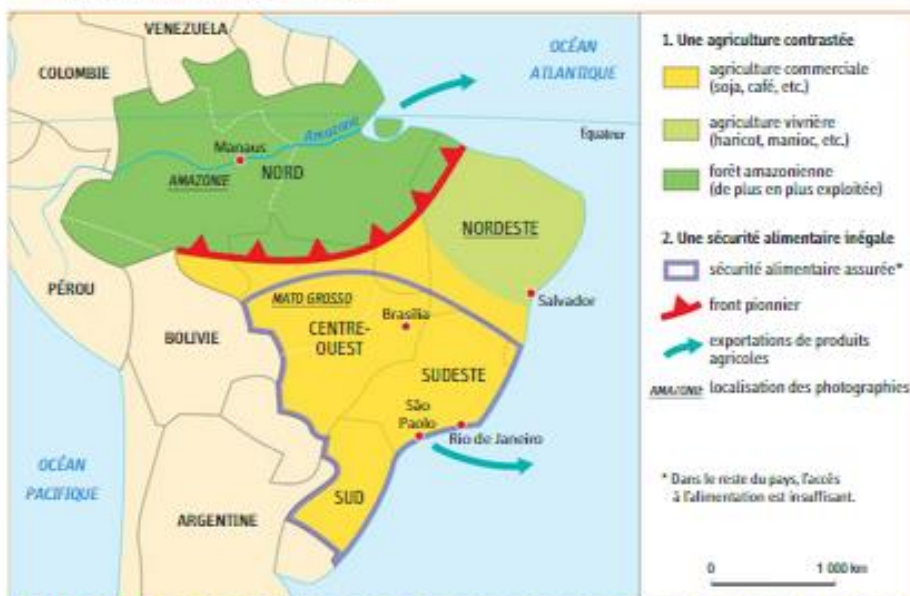 VENEZUELA
COLOMBIE
OCÉAN
ATLANTIQUE
Équateur
Amazone
Manaus
AMAZONIE
NORD
NORDESTE
PÉROU
Salvador
MATO GROSSO
Brasília
BOLIVIE
CENTRE-
OUEST
SUDESTE
São
Paolo
Rio de Janeiro
OCÉAN
PACIFIQUE
SUD
ARGENTINE
1. Une agriculture contrastée
agriculture commerciale
(soja, café, etc.)
agriculture vivrière
(haricot, manioc, etc.)
forêt amazonienne
(de plus en plus exploitée)
2. Une sécurité alimentaire inégale
sécurité alimentaire assurée*
front pionnier
exportations de produits
agricoles
AMAZONIE localisation des photographies
* Dans le reste du pays, l'accès
à l'alimentation est insuffisant.
0 1 000 km